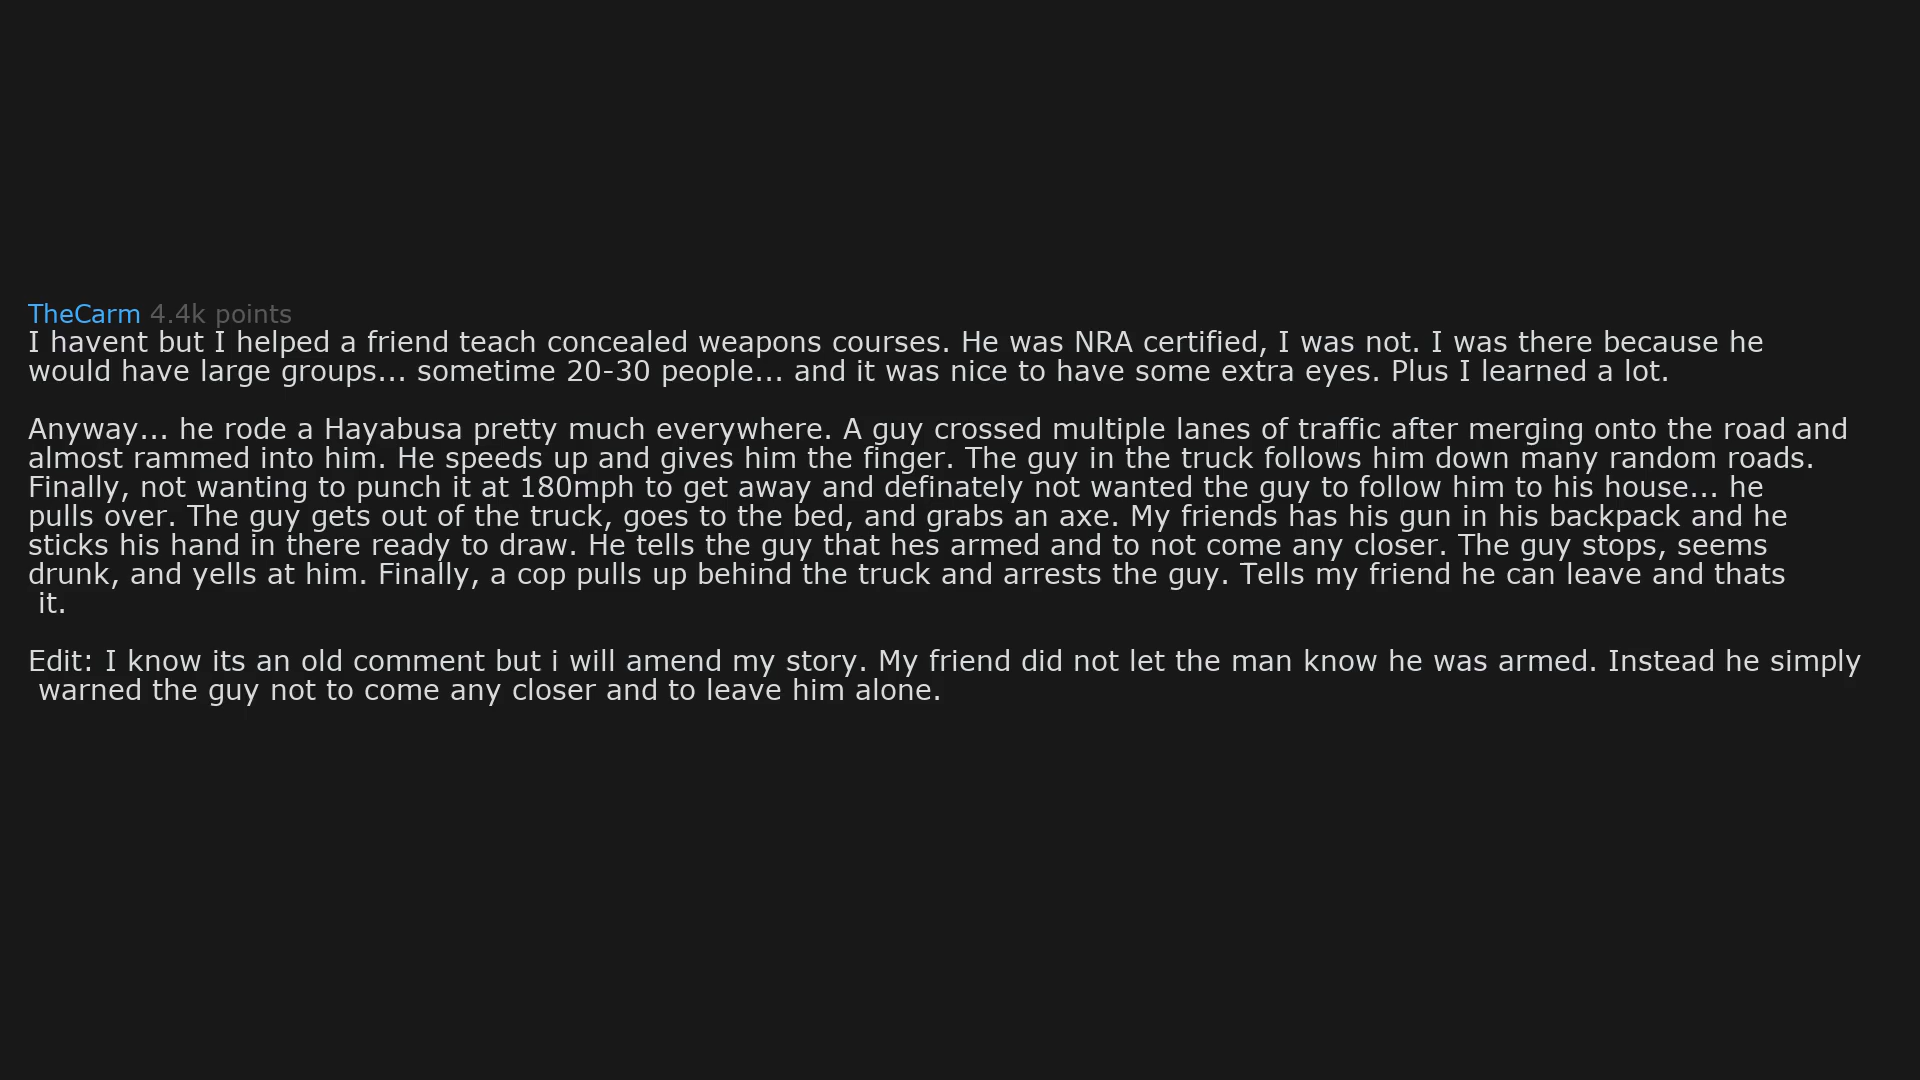 TheCarm 4.4k points
I havent but I helped a friend teach concealed weapons courses. He was NRA certified, I was not. I was there because he
would have large groups... sometime 20-30 people... and it was nice to have some extra eyes. Plus I learned a lot.
Anyway... he rode a Hayabusa pretty much everywhere. A guy crossed multiple lanes of traffic after merging onto the road and
almost rammed into him. He speeds up and gives him the finger. The guy in the truck follows him down many random roads.
Finally, not wanting to punch it at 180mph to get away and definately not wanted the guy to follow him to his house... he
pulls over. The guy gets out of the truck, goes to the bed, and grabs an axe. My friends has his gun in his backpack and he
sticks his hand in there ready to draw. He tells the guy that hes armed and to not come any closer. The guy stops, seems
drunk, and yells at him. Finally, a cop pulls up behind the truck and arrests the guy. Tells my friend he can leave and thats
it.
Edit: I know its an old comment but i will amend my story. My friend did not let the man know he was armed. Instead he simply
warned the guy not to come any closer and to leave him alone.